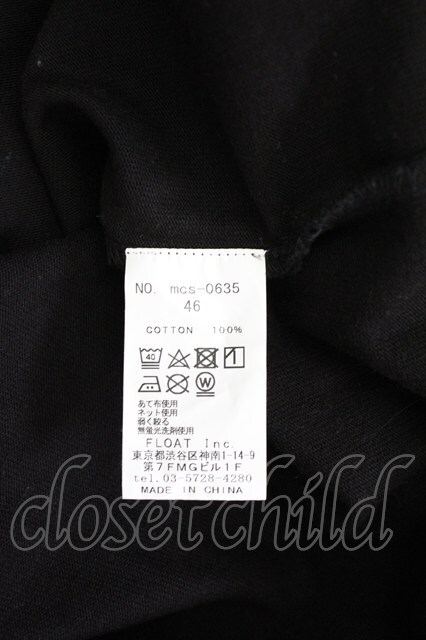 NO. mcs-0635
46
COTTON 100%
40
W
あて布使用
ネット使用
弱く絞る
無蛍光洗剤使用
FLOAT Inc.
東京都渋谷区神南1-14-9
第7FMGビル1F
tel.03-5728-4280
MADE IN CHINA
closet child